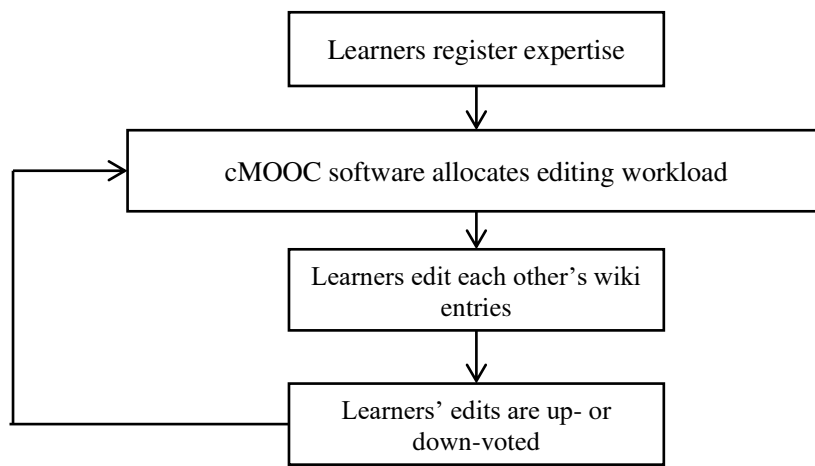 Learners register expertise
cMOOC software allocates editing workload
Learners edit each other’s wiki
entries
Learners’ edits are up- or
down-voted